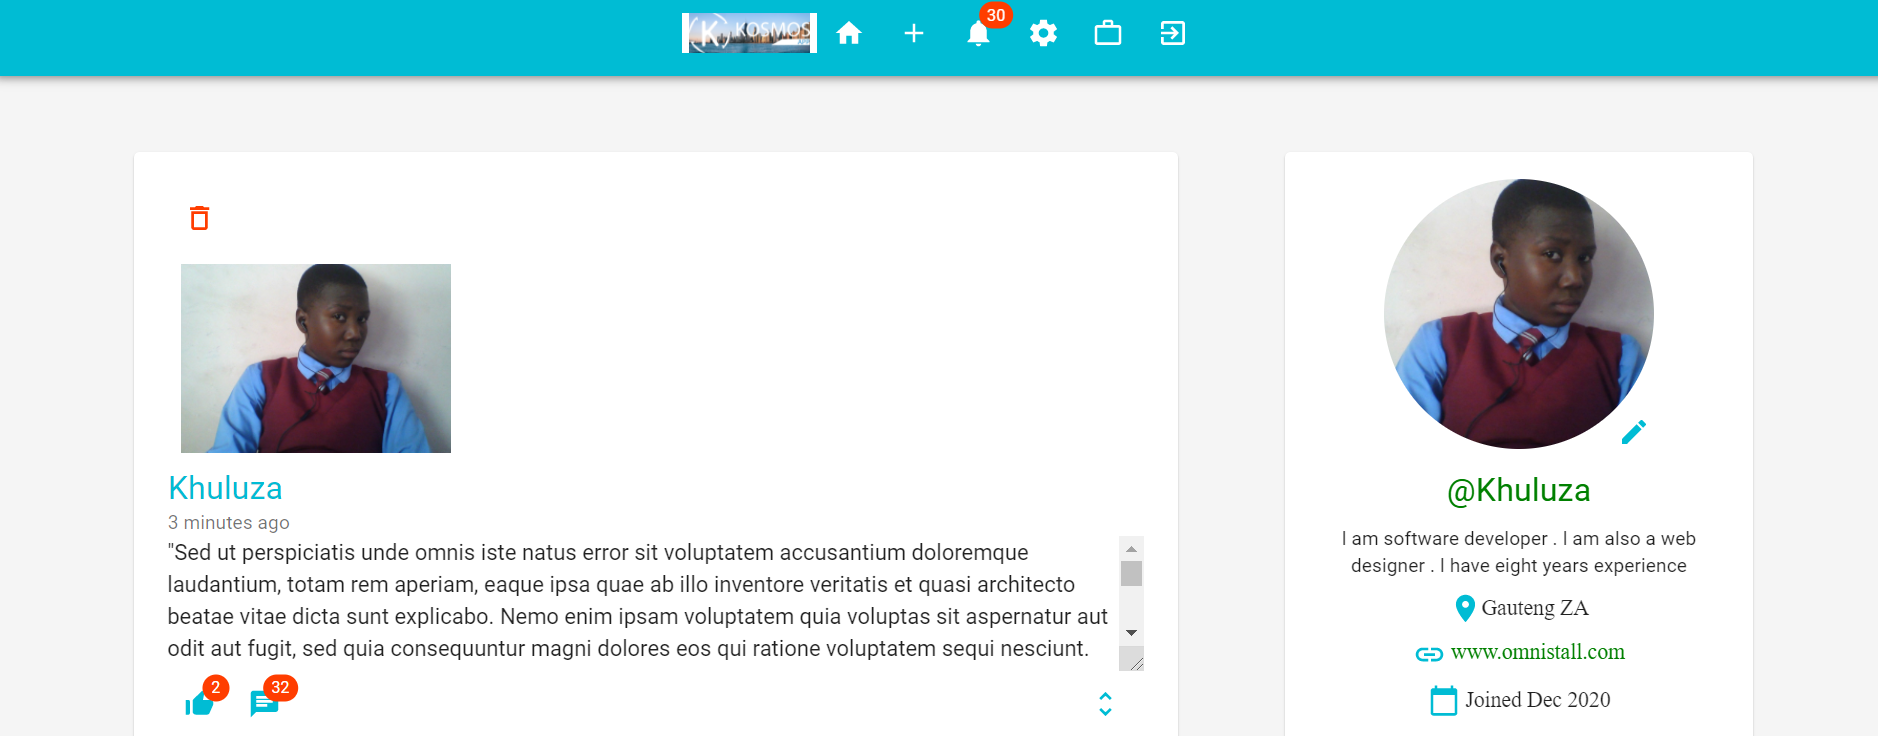 KOSMOS
30
Khuluza
3 minutes ago
"Sed ut perspiciatis unde omnis iste natus error sit voluptatem accusantium doloremque
laudantium, totam rem aperiam, eaque ipsa quae ab illo inventore veritatis et quasi architecto
beatae vitae dicta sunt explicabo. Nemo enim ipsam voluptatem quia voluptas sit aspernatur aut
odit aut fugit, sed quia consequuntur magni dolores eos qui ratione voluptatem sequi nesciunt.
2
32
@Khuluza
I am software developer . I am also a web
designer . I have eight years experience
Gauteng ZA
www.omnistall.com
Joined Dec 2020